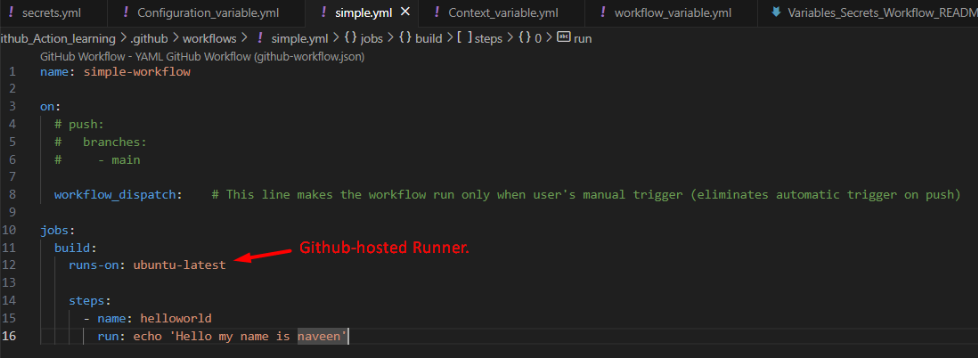 ! secrets.yml ! Configuration_variable.yml ! simple.yml × ! Context_variable.yml ! workflow_variable.yml Variables_Secrets_Workflow_READM
ithub_Action_learning > .github > workflows > ! simple.yml > {} jobs > {} build > [ ] steps > {} 0 > abc run
GitHub Workflow - YAML GitHub Workflow (github-workflow.json)
1 name: simple-workflow
2
3 on:
4 # push:
5 #   branches:
6 #     - main
7
8 workflow_dispatch:    # This line makes the workflow run only when user's manual trigger (eliminates automatic trigger on push)
9
10 jobs:
11 build:
Github-hosted Runner.
12 runs-on: ubuntu-latest
13
14 steps:
15 - name: helloworld
16 run: echo 'Hello my name is naveen'